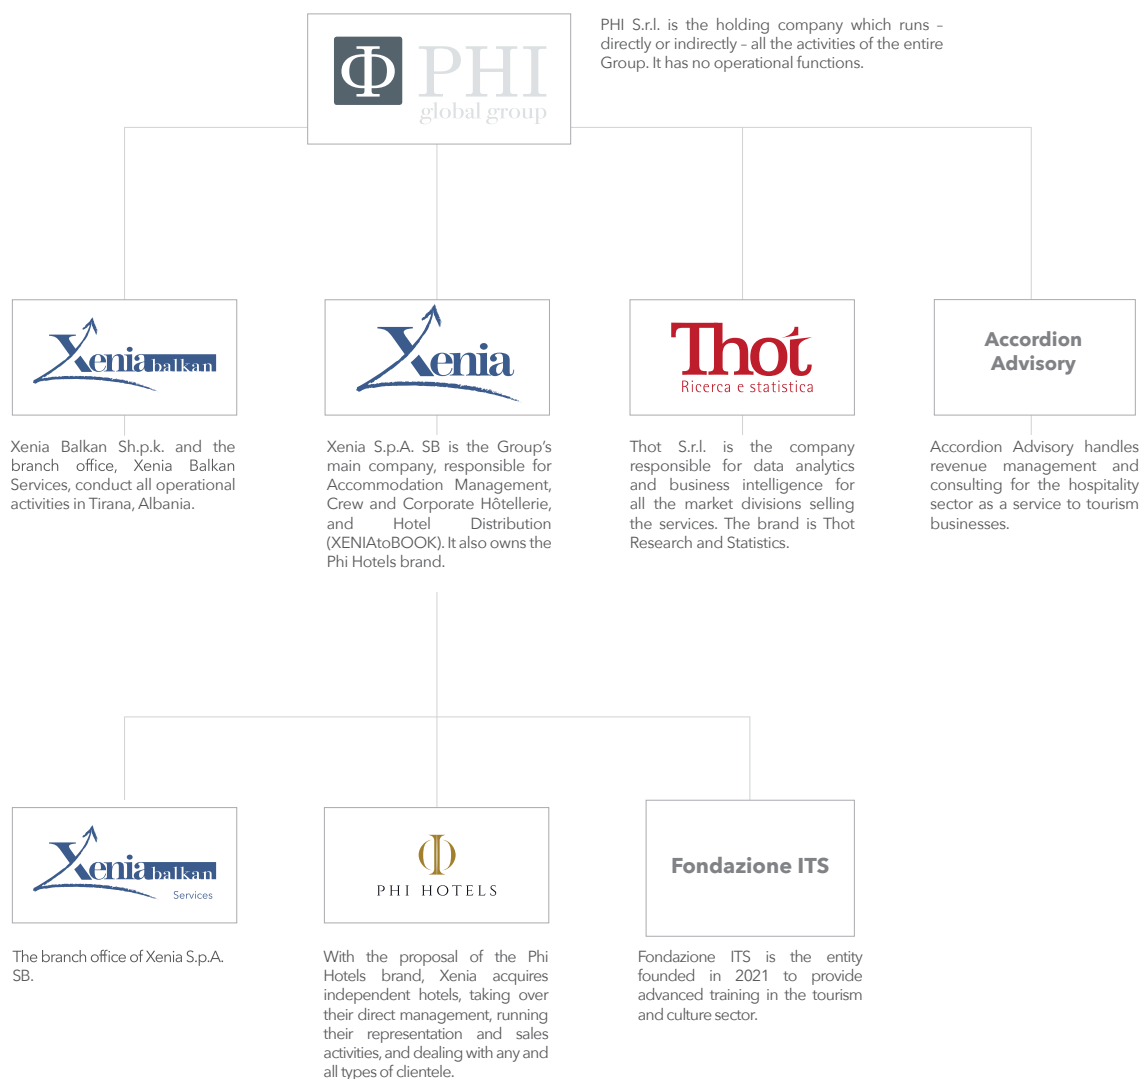 Φ PHI
global group
PHI S.r.l. is the holding company which runs –
directly or indirectly – all the activities of the entire
Group. It has no operational functions.
Xenia balkan
Xenia Balkan Sh.p.k. and the
branch office, Xenia Balkan
Services, conduct all operational
activities in Tirana, Albania.
Xenia
Xenia S.p.A. SB is the Group's
main company, responsible for
Accommodation Management,
Crew and Corporate Hôtellerie,
and Hotel Distribution
(XENIAtoBOOK). It also owns the
Phi Hotels brand.
Thot
Ricerca e statistica
Thot S.r.l. is the company
responsible for data analytics
and business intelligence for
all the market divisions selling
the services. The brand is Thot
Research and Statistics.
Accordion
Advisory
Accordion Advisory handles
revenue management and
consulting for the hospitality
sector as a service to tourism
businesses.
Xenia balkan
Services
The branch office of Xenia S.p.A.
SB.
Φ
PHI HOTELS
With the proposal of the Phi
Hotels brand, Xenia acquires
independent hotels, taking over
their direct management, running
their representation and sales
activities, and dealing with any and
all types of clientele.
Fondazione ITS
Fondazione ITS is the entity
founded in 2021 to provide
advanced training in the tourism
and culture sector.